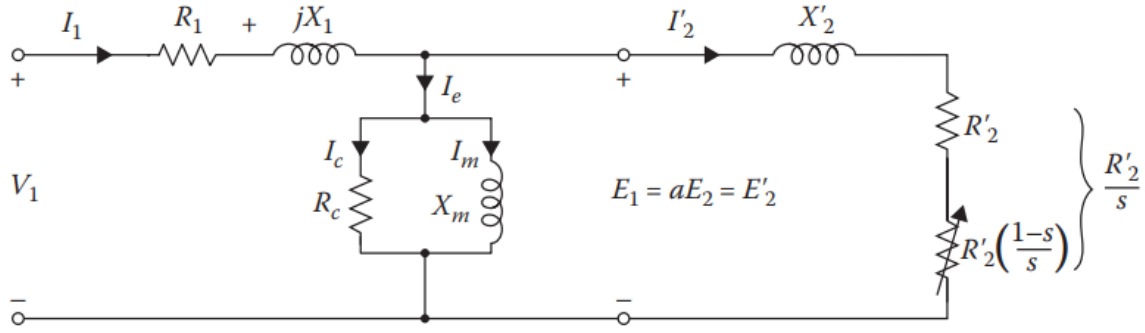 I1 R1 + jX1 I'2 X'2
+ Ie +
Ic Im R'2
V1 Rc Xm E1 = aE2 = E'2 R'2/s
R'2(1–s/s)
– –